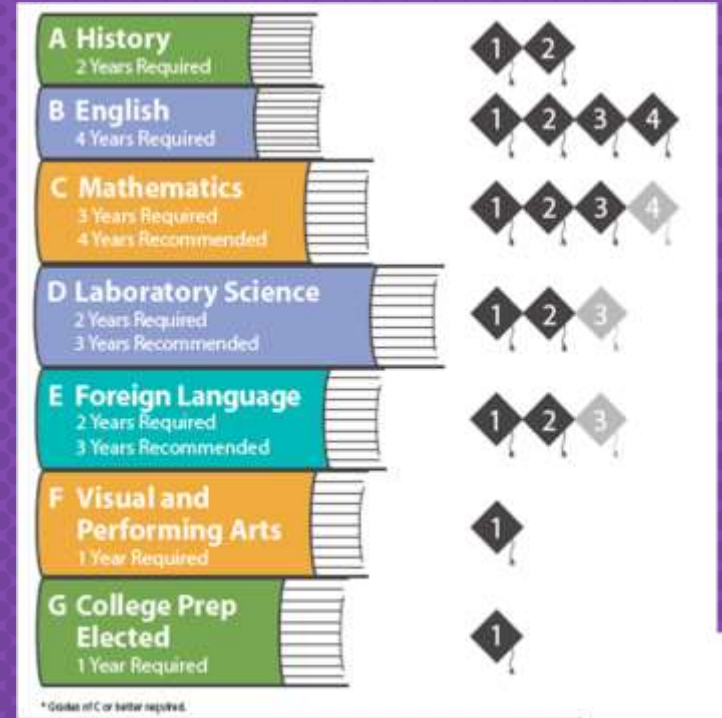 A History
2 Years Required
1 2
B English
4 Years Required
1 2 3 4
C Mathematics
3 Years Required
4 Years Recommended
1 2 3 4
D Laboratory Science
2 Years Required
3 Years Recommended
1 2 3
E Foreign Language
2 Years Required
3 Years Recommended
1 2 3
F Visual and
Performing Arts
1 Year Required
1
G College Prep
Elected
1 Year Required
1
* Grades of C or better required.